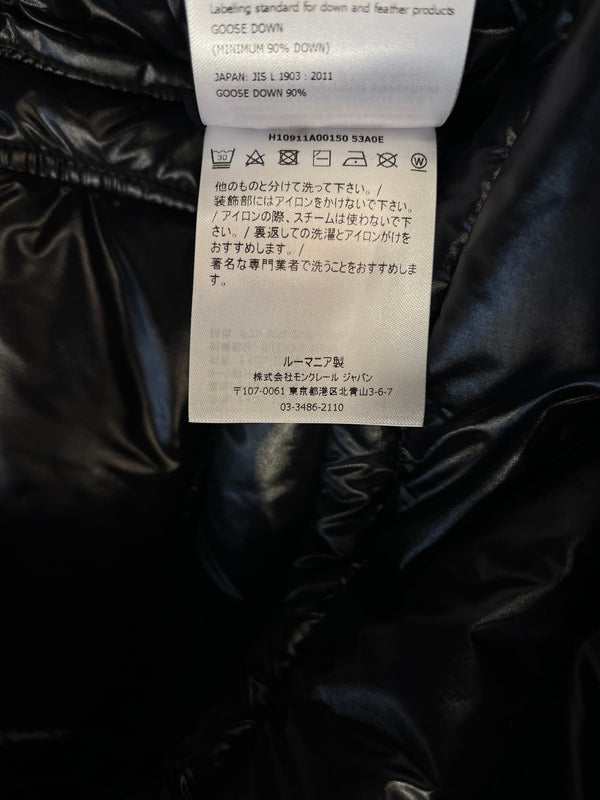 Labeling standard for down and feather products
GOOSE DOWN
(MINIMUM 90% DOWN)
JAPAN: JIS L 1903 : 2011
GOOSE DOWN 90%
H10911A00150 53A0E
30
W
他のものと分けて洗って下さい。/
装飾部にはアイロンをかけないで下さい。
/ アイロンの際、スチームは使わないで下
さい。/ 裏返しての洗濯とアイロンがけを
おすすめします。/
著名な専門業者で洗うことをおすすめしま
す。
ルーマニア製
株式会社モンクレール ジャパン
〒107-0061 東京都港区北青山3-6-7
03-3486-2110